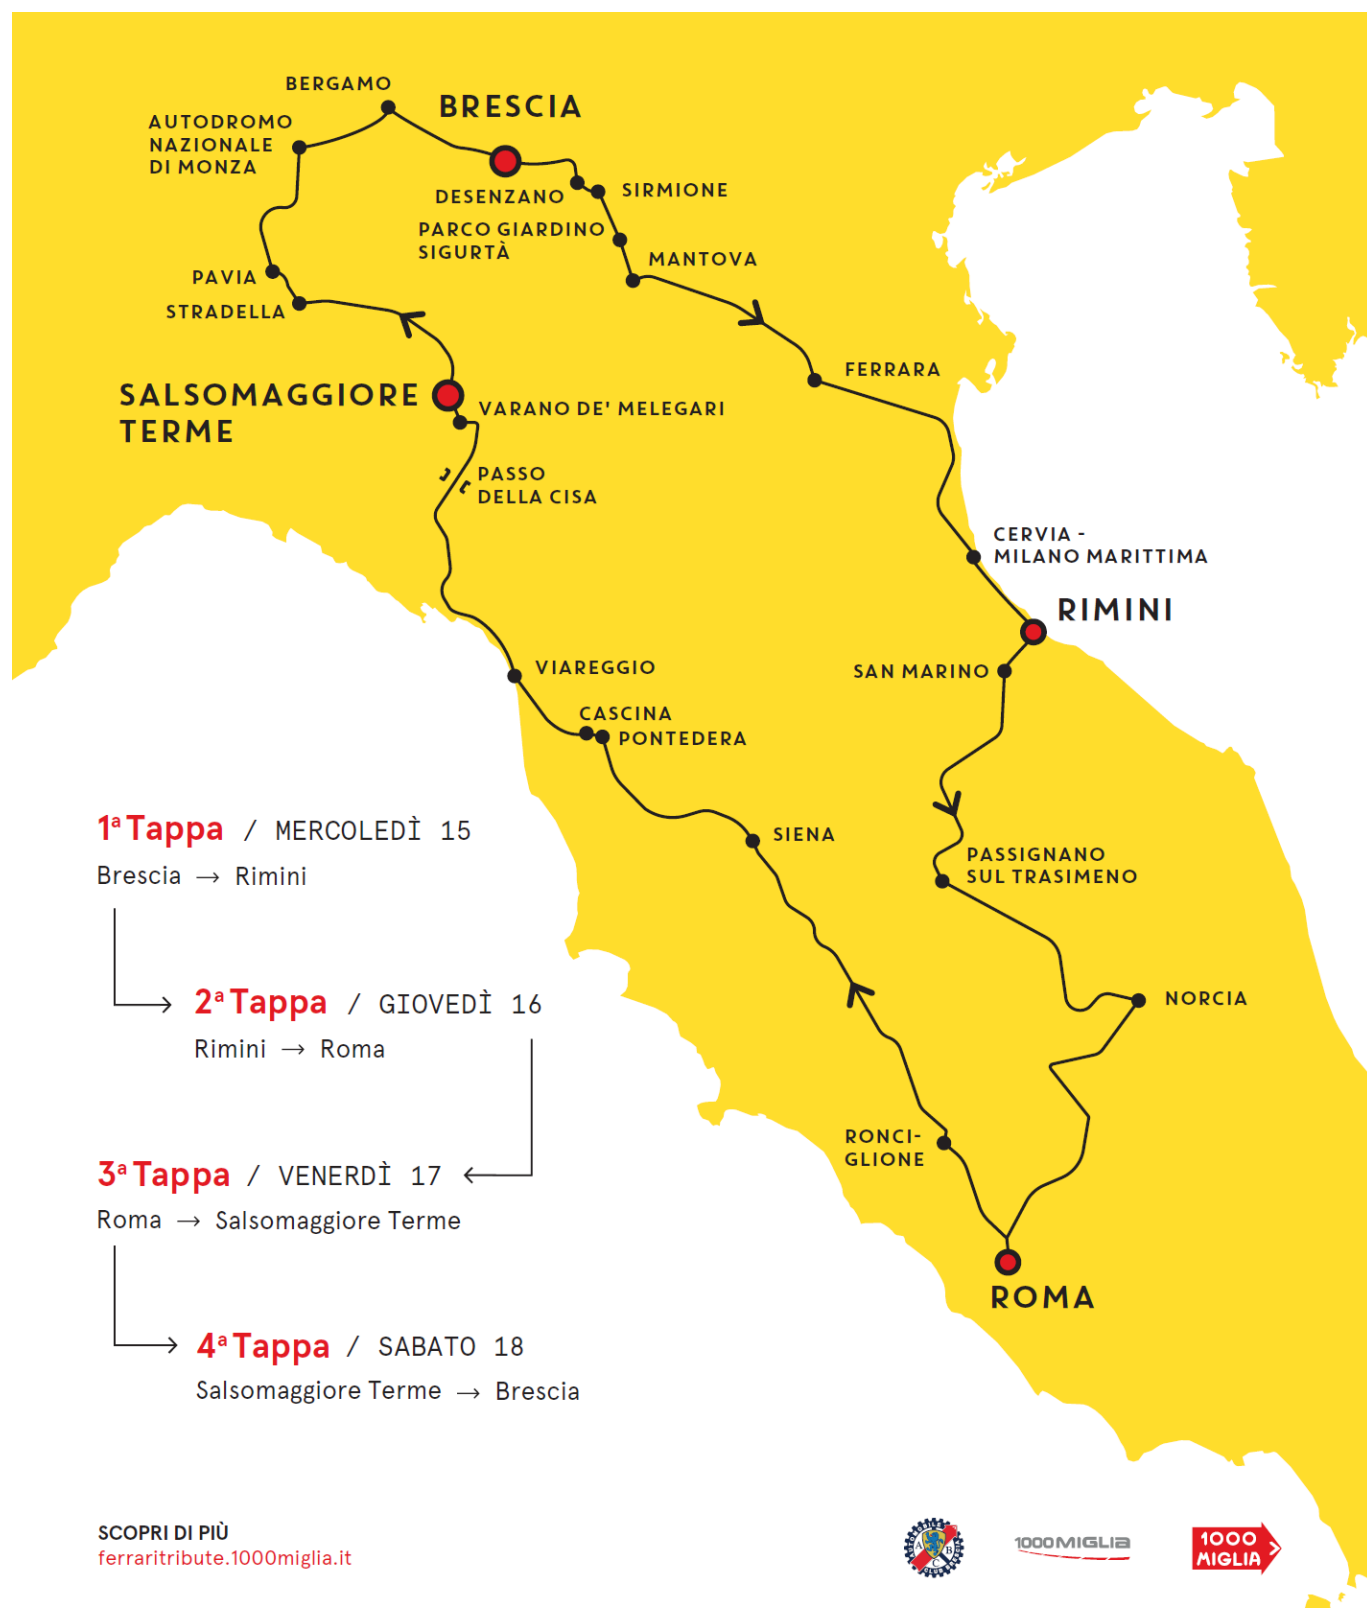 BERGAMO
BRESCIA
AUTODROMO
NAZIONALE
DI MONZA
DESENZANO
SIRMIONE
PARCO GIARDINO
SIGURTÀ
MANTOVA
PAVIA
STRADELLA
FERRARA
SALSOMAGGIORE
TERME
VARANO DE' MELEGARI
PASSO
DELLA CISA
CERVIA -
MILANO MARITTIMA
RIMINI
VIAREGGIO
SAN MARINO
CASCINA
PONTEDERA
SIENA
PASSIGNANO
SUL TRASIMENO
NORCIA
RONCI-
GLIONE
ROMA
1ª Tappa / MERCOLEDÌ 15
Brescia → Rimini
2ª Tappa / GIOVEDÌ 16
Rimini → Roma
3ª Tappa / VENERDÌ 17
Roma → Salsomaggiore Terme
4ª Tappa / SABATO 18
Salsomaggiore Terme → Brescia
SCOPRI DI PIÙ
ferraritribute.1000miglia.it
1000MIGLIA
1000
MIGLIA